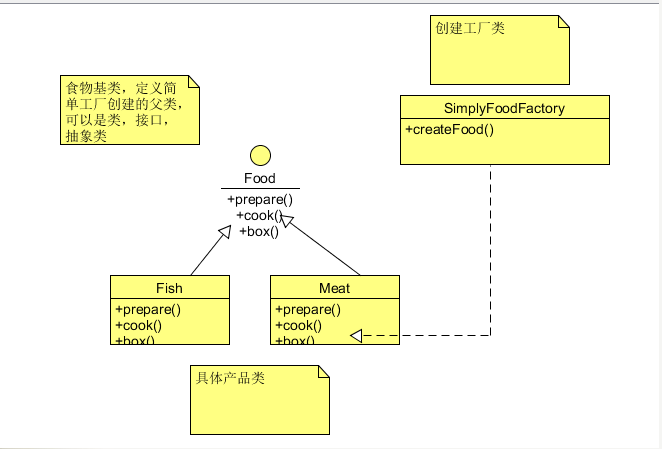 创建工厂类
食物基类，定义简
单工厂创建的父类，
可以是类，接口，
抽象类
SimplyFoodFactory
+createFood()
Food
+prepare()
+cook()
+box()
Fish
+prepare()
+cook()
+box()
Meat
+prepare()
+cook()
+box()
具体产品类